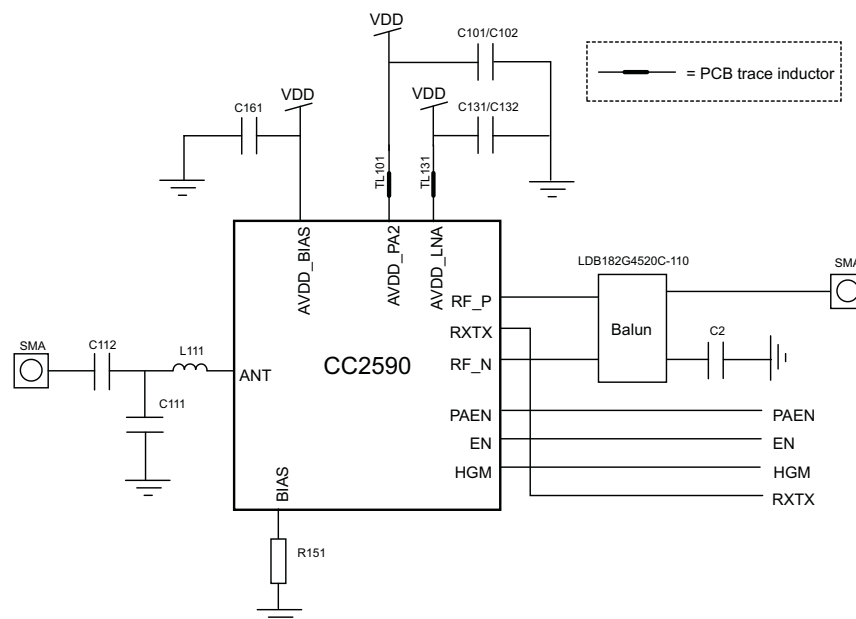 VDD
C101/C102
= PCB trace inductor
VDD
VDD
C161
C131/C132
TL101
TL131
AVDD_BIAS
AVDD_PA2
AVDD_LNA
LDB182G4520C-110
SMA
RF_P
RXTX
Balun
C2
RF_N
SMA
C112
L111
ANT
CC2590
C111
PAEN
PAEN
EN
EN
HGM
HGM
BIAS
RXTX
R151